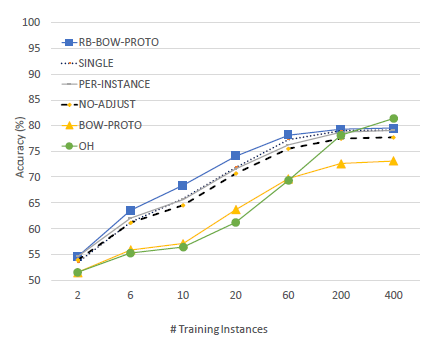 100
95
90
85
80
75
70
65
60
55
50
Accuracy (%)
RB-BOW-PROTO
SINGLE
PER-INSTANCE
NO-ADJUST
BOW-PROTO
OH
2 6 10 20 60 200 400
# Training Instances